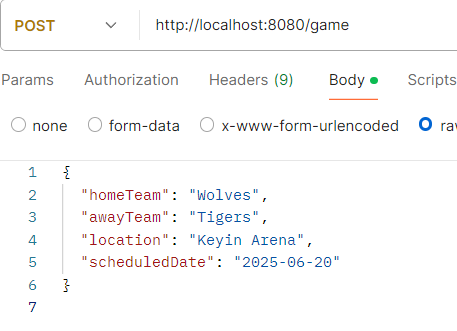 POST http://localhost:8080/game
Params Authorization Headers (9) Body Scripts
none form-data x-www-form-urlencoded
1 {
2 "homeTeam": "Wolves",
3 "awayTeam": "Tigers",
4 "location": "Keyin Arena",
5 "scheduledDate": "2025-06-20"
6 }
7